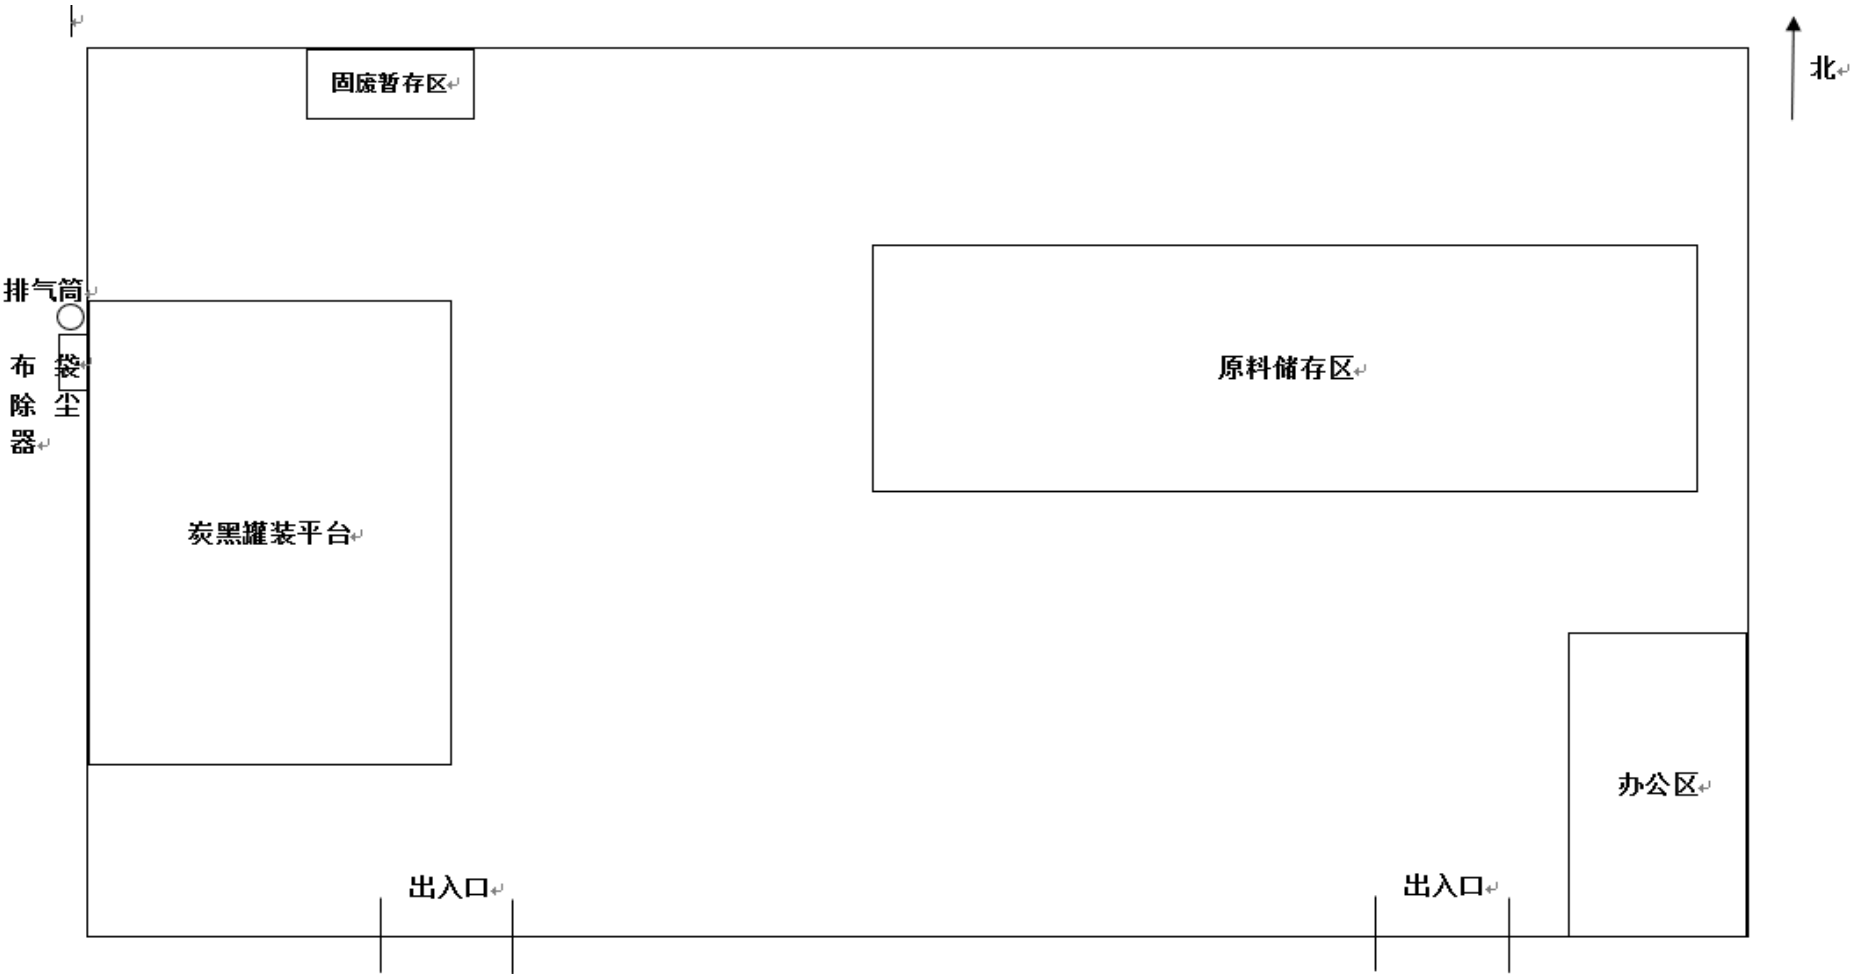 固废暂存区
北
排气筒
布袋
除尘
器
原料储存区
炭黑罐装平台
办公区
出入口
出入口